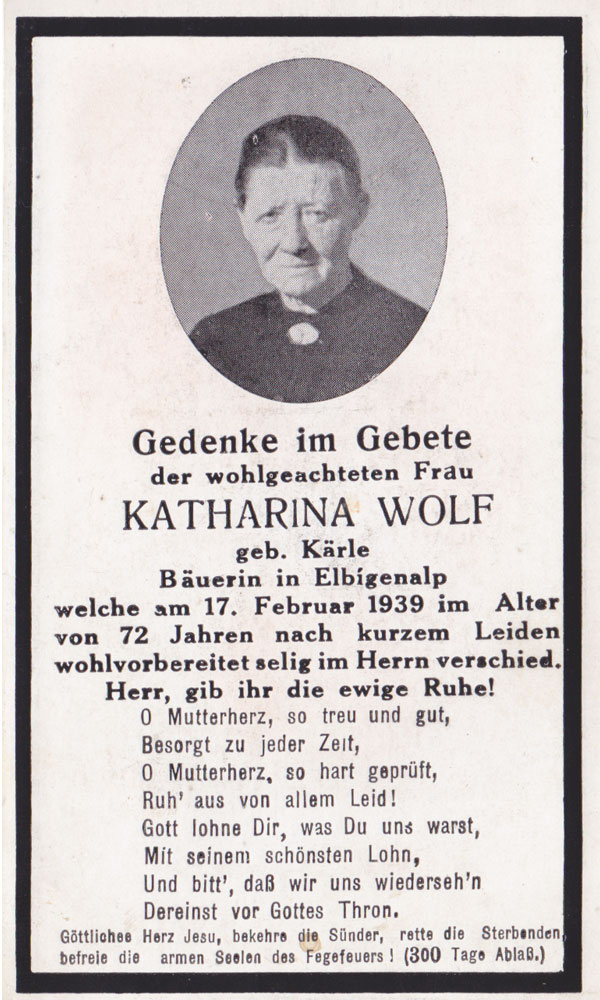 Gedenke im Gebete
der wohlgeachteten Frau
KATHARINA WOLF
geb. Kärle
Bäuerin in Elbigenalp
welche am 17. Februar 1939 im Alter
von 72 Jahren nach kurzem Leiden
wohlvorbereitet selig im Herrn verschied.
Herr, gib ihr die ewige Ruhe!
O Mutterherz, so treu und gut,
Besorgt zu jeder Zeit,
O Mutterherz, so hart geprüft,
Ruh' aus von allem Leid!
Gott lohne Dir, was Du uns warst,
Mit seinem schönsten Lohn,
Und bitt', daß wir uns wiederseh'n
Dereinst vor Gottes Thron.
Göttliches Herz Jesu, bekehre die Sünder, rette die Sterbenden,
befreie die armen Seelen des Fegefeuers! (300 Tage Ablaß.)